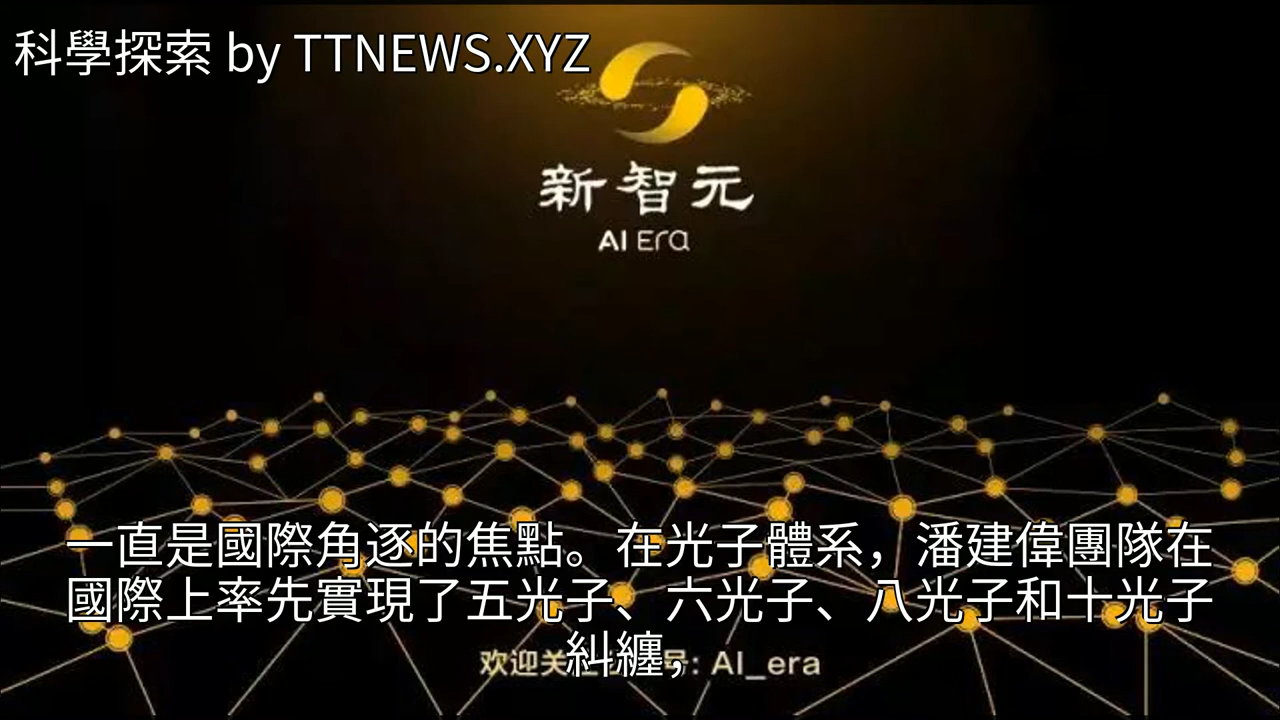 科學探索 by TTNEWS.XYZ
新智元
AI Era
一直是國際角逐的焦點。在光子體系，潘建偉團隊在
國際上率先實現了五光子、六光子、八光子和十光子
糾纏，
欢迎关 号: AI_era